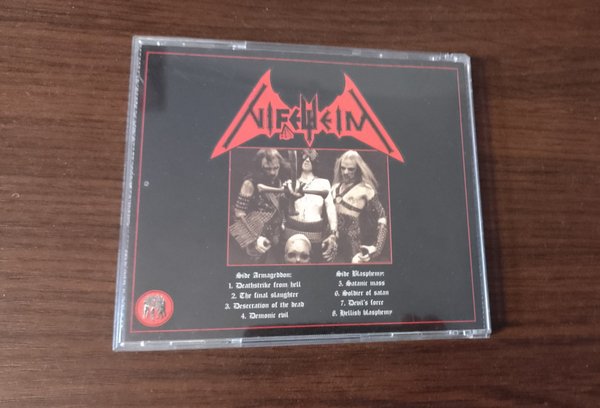 NIFELHEIM
Side Armageddon:
1. Deathstrike from hell
2. The final slaughter
3. Desecration of the dead
4. Demonic evil
Side Blasphemy:
5. Satanic mass
6. Soldier of satan
7. Devil's force
8. Hellish blasphemy